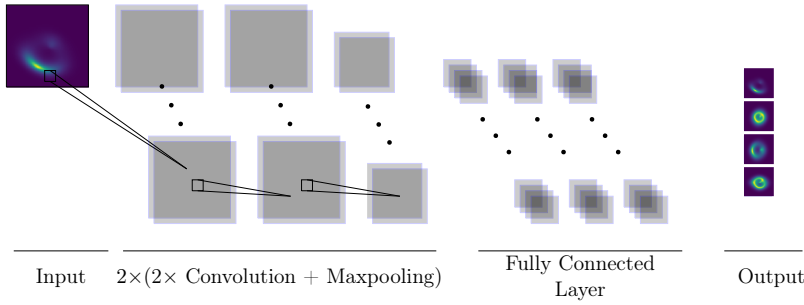 Input
2×(2× Convolution + Maxpooling)
Fully Connected
Layer
Output